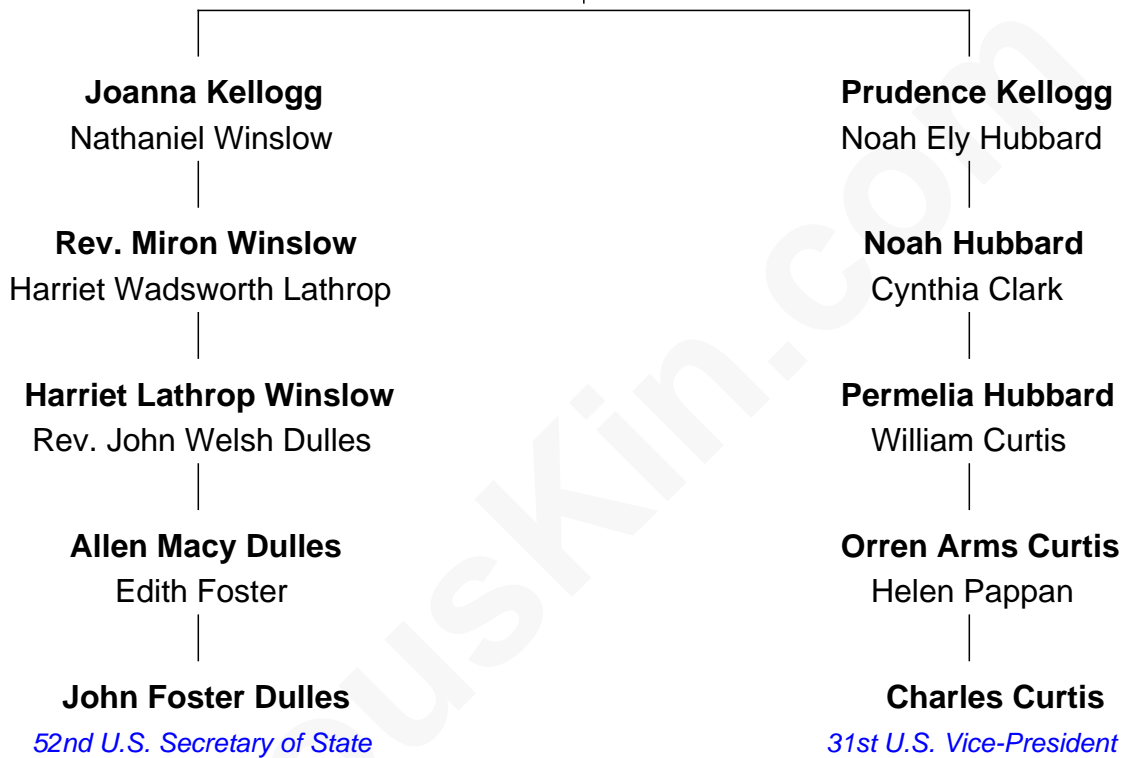 Joanna Kellogg
Nathaniel Winslow
Prudence Kellogg
Noah Ely Hubbard
Rev. Miron Winslow
Harriet Wadsworth Lathrop
Noah Hubbard
Cynthia Clark
Harriet Lathrop Winslow
Rev. John Welsh Dulles
Permelia Hubbard
William Curtis
Allen Macy Dulles
Edith Foster
Orren Arms Curtis
Helen Pappan
John Foster Dulles
52nd U.S. Secretary of State
Charles Curtis
31st U.S. Vice-President
ousKin.com